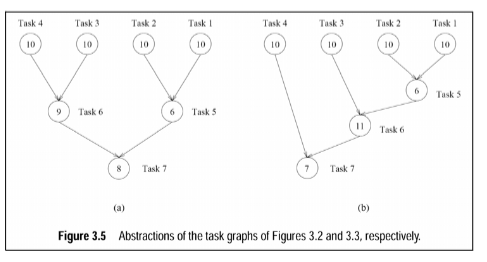 Task 4 Task 3 Task 2 Task 1 Task 4 Task 3 Task 2 Task 1
10 10 10 10 10 10 10 10
6 Task 5
9 Task 6 6 Task 5
11 Task 6
8 Task 7 7 Task 7
(a) (b)
Figure 3.5 Abstractions of the task graphs of Figures 3.2 and 3.3, respectively.